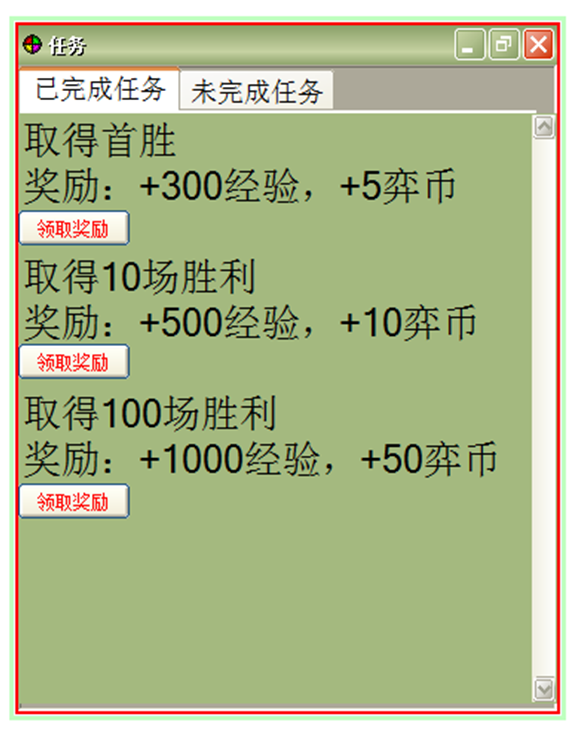 任务
已完成任务
未完成任务
取得首胜
奖励：+300经验，+5弈币
领取奖励
取得10场胜利
奖励：+500经验，+10弈币
领取奖励
取得100场胜利
奖励：+1000经验，+50弈币
领取奖励